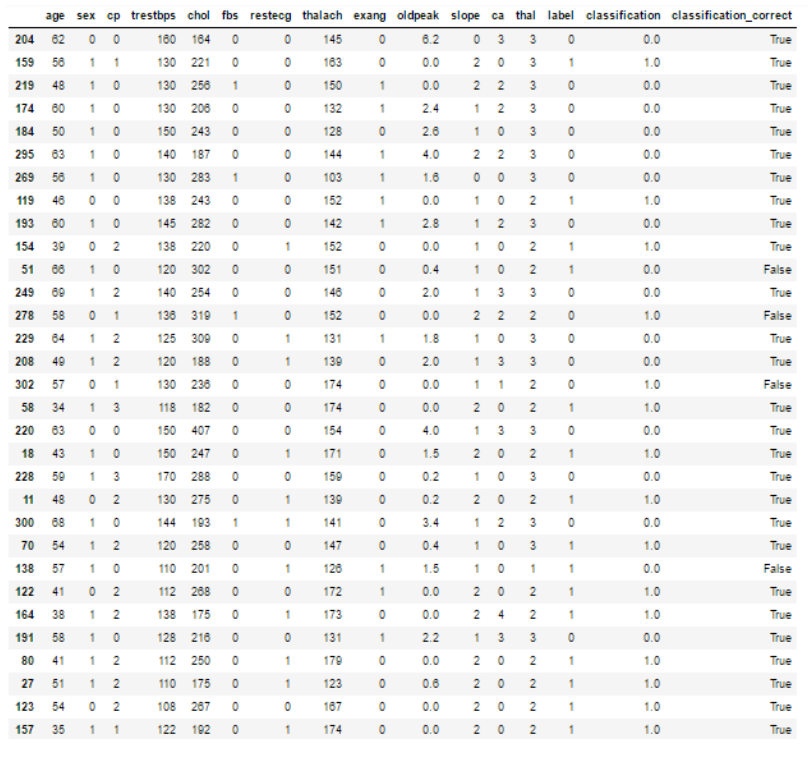 age sex cp trestbps chol fbs restecg thalach exang oldpeak slope ca thal label classification classification_correct
204 62 0 0 160 164 0 0 145 0 6.2 0 3 3 0 0.0 True
159 56 1 1 130 221 0 0 163 0 0.0 2 0 3 1 1.0 True
219 48 1 0 130 256 1 0 150 1 0.0 2 2 3 0 0.0 True
174 60 1 0 130 206 0 0 132 1 2.4 1 2 3 0 0.0 True
184 50 1 0 150 243 0 0 128 0 2.6 1 0 3 0 0.0 True
295 63 1 0 140 187 0 0 144 1 4.0 2 2 3 0 0.0 True
269 56 1 0 130 283 1 0 103 1 1.6 0 0 3 0 0.0 True
119 46 0 0 138 243 0 0 152 1 0.0 1 0 2 1 1.0 True
193 60 1 0 145 282 0 0 142 1 2.8 1 2 3 0 0.0 True
154 39 0 2 138 220 0 1 152 0 0.0 1 0 2 1 1.0 True
51 66 1 0 120 302 0 0 151 0 0.4 1 0 2 1 0.0 False
249 69 1 2 140 254 0 0 146 0 2.0 1 3 3 0 0.0 True
278 58 0 1 136 319 1 0 152 0 0.0 2 2 2 0 1.0 False
229 64 1 2 125 309 0 1 131 1 1.8 1 0 3 0 0.0 True
208 49 1 2 120 188 0 1 139 0 2.0 1 3 3 0 0.0 True
302 57 0 1 130 236 0 0 174 0 0.0 1 1 2 0 1.0 False
58 34 1 3 118 182 0 0 174 0 0.0 2 0 2 1 1.0 True
220 63 0 0 150 407 0 0 154 0 4.0 1 3 3 0 0.0 True
18 43 1 0 150 247 0 1 171 0 1.5 2 0 2 1 1.0 True
228 59 1 3 170 288 0 0 159 0 0.2 1 0 3 0 0.0 True
11 48 0 2 130 275 0 1 139 0 0.2 2 0 2 1 1.0 True
300 68 1 0 144 193 1 1 141 0 3.4 1 2 3 0 0.0 True
70 54 1 2 120 258 0 0 147 0 0.4 1 0 3 1 1.0 True
138 57 1 0 110 201 0 1 126 1 1.5 1 0 1 1 0.0 False
122 41 0 2 112 268 0 0 172 1 0.0 2 0 2 1 1.0 True
164 38 1 2 138 175 0 1 173 0 0.0 2 4 2 1 1.0 True
191 58 1 0 128 216 0 0 131 1 2.2 1 3 3 0 0.0 True
80 41 1 2 112 250 0 1 179 0 0.0 2 0 2 1 1.0 True
27 51 1 2 110 175 0 1 123 0 0.6 2 0 2 1 1.0 True
123 54 0 2 108 267 0 0 167 0 0.0 2 0 2 1 1.0 True
157 35 1 1 122 192 0 1 174 0 0.0 2 0 2 1 1.0 True